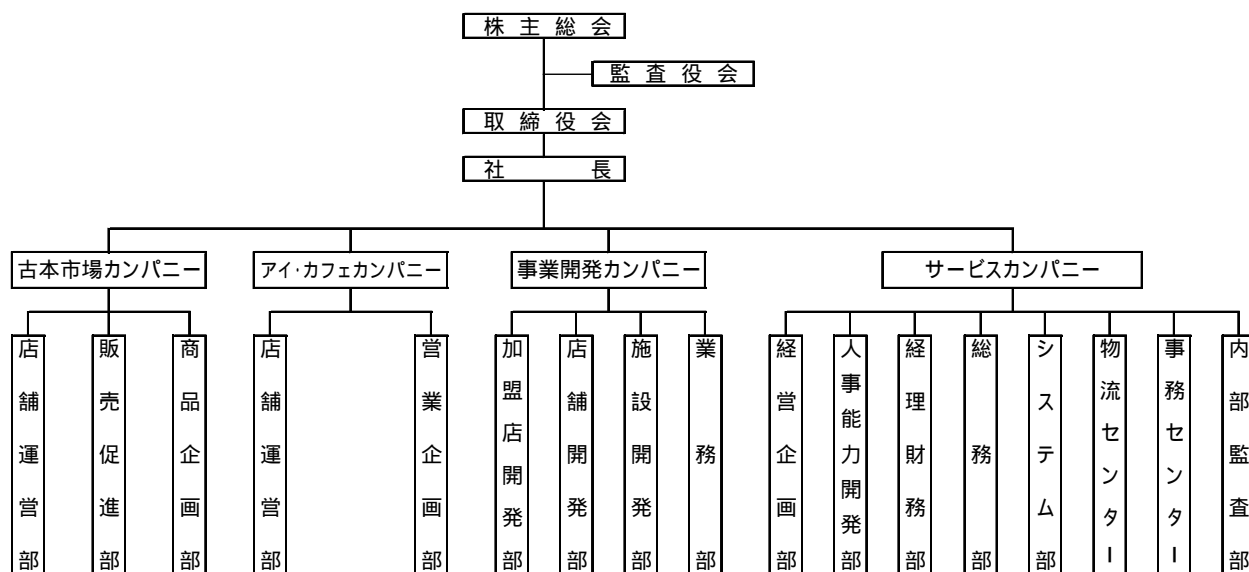 株主総会
監査役会
取締役会
社長
古本市場カンパニー
アイ・カフェカンパニー
事業開発カンパニー
サービスカンパニー
店舗運営部
販売促進部
商品企画部
店舗運営部
営業企画部
加盟店開発部
店舗開発部
施設開発部
業務部
経営企画部
人事能力開発部
経理財務部
総務部
システム部
物流センター
事務センター
内部監査部